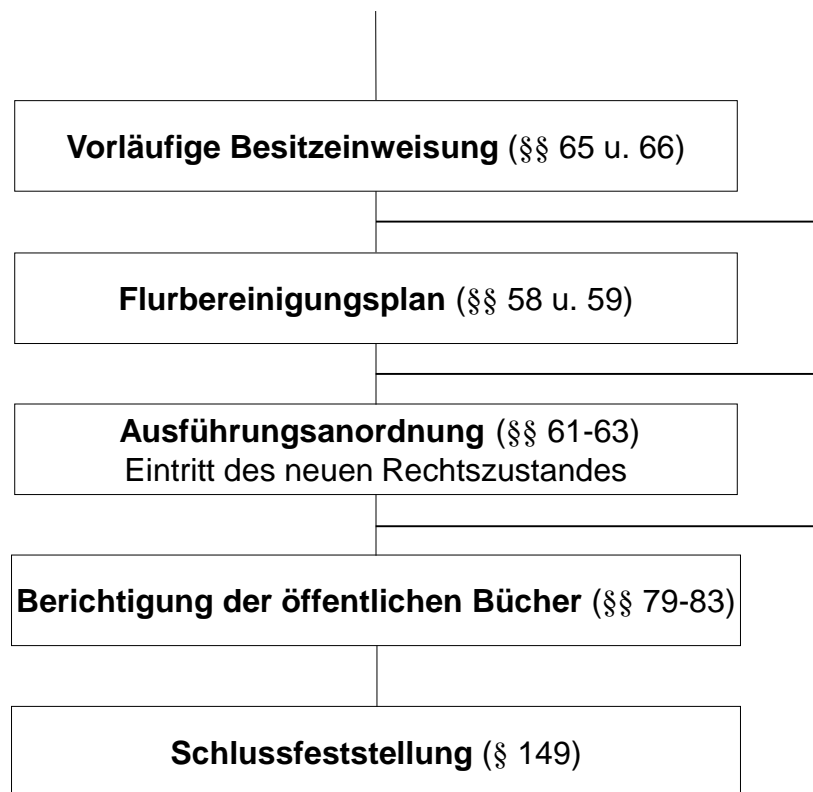 Vorläufige Besitzeinweisung (§§ 65 u. 66)
Flurbereinigungsplan (§§ 58 u. 59)
Ausführungsanordnung (§§ 61-63)
Eintritt des neuen Rechtszustandes
Berichtigung der öffentlichen Bücher (§§ 79-83)
Schlussfeststellung (§ 149)